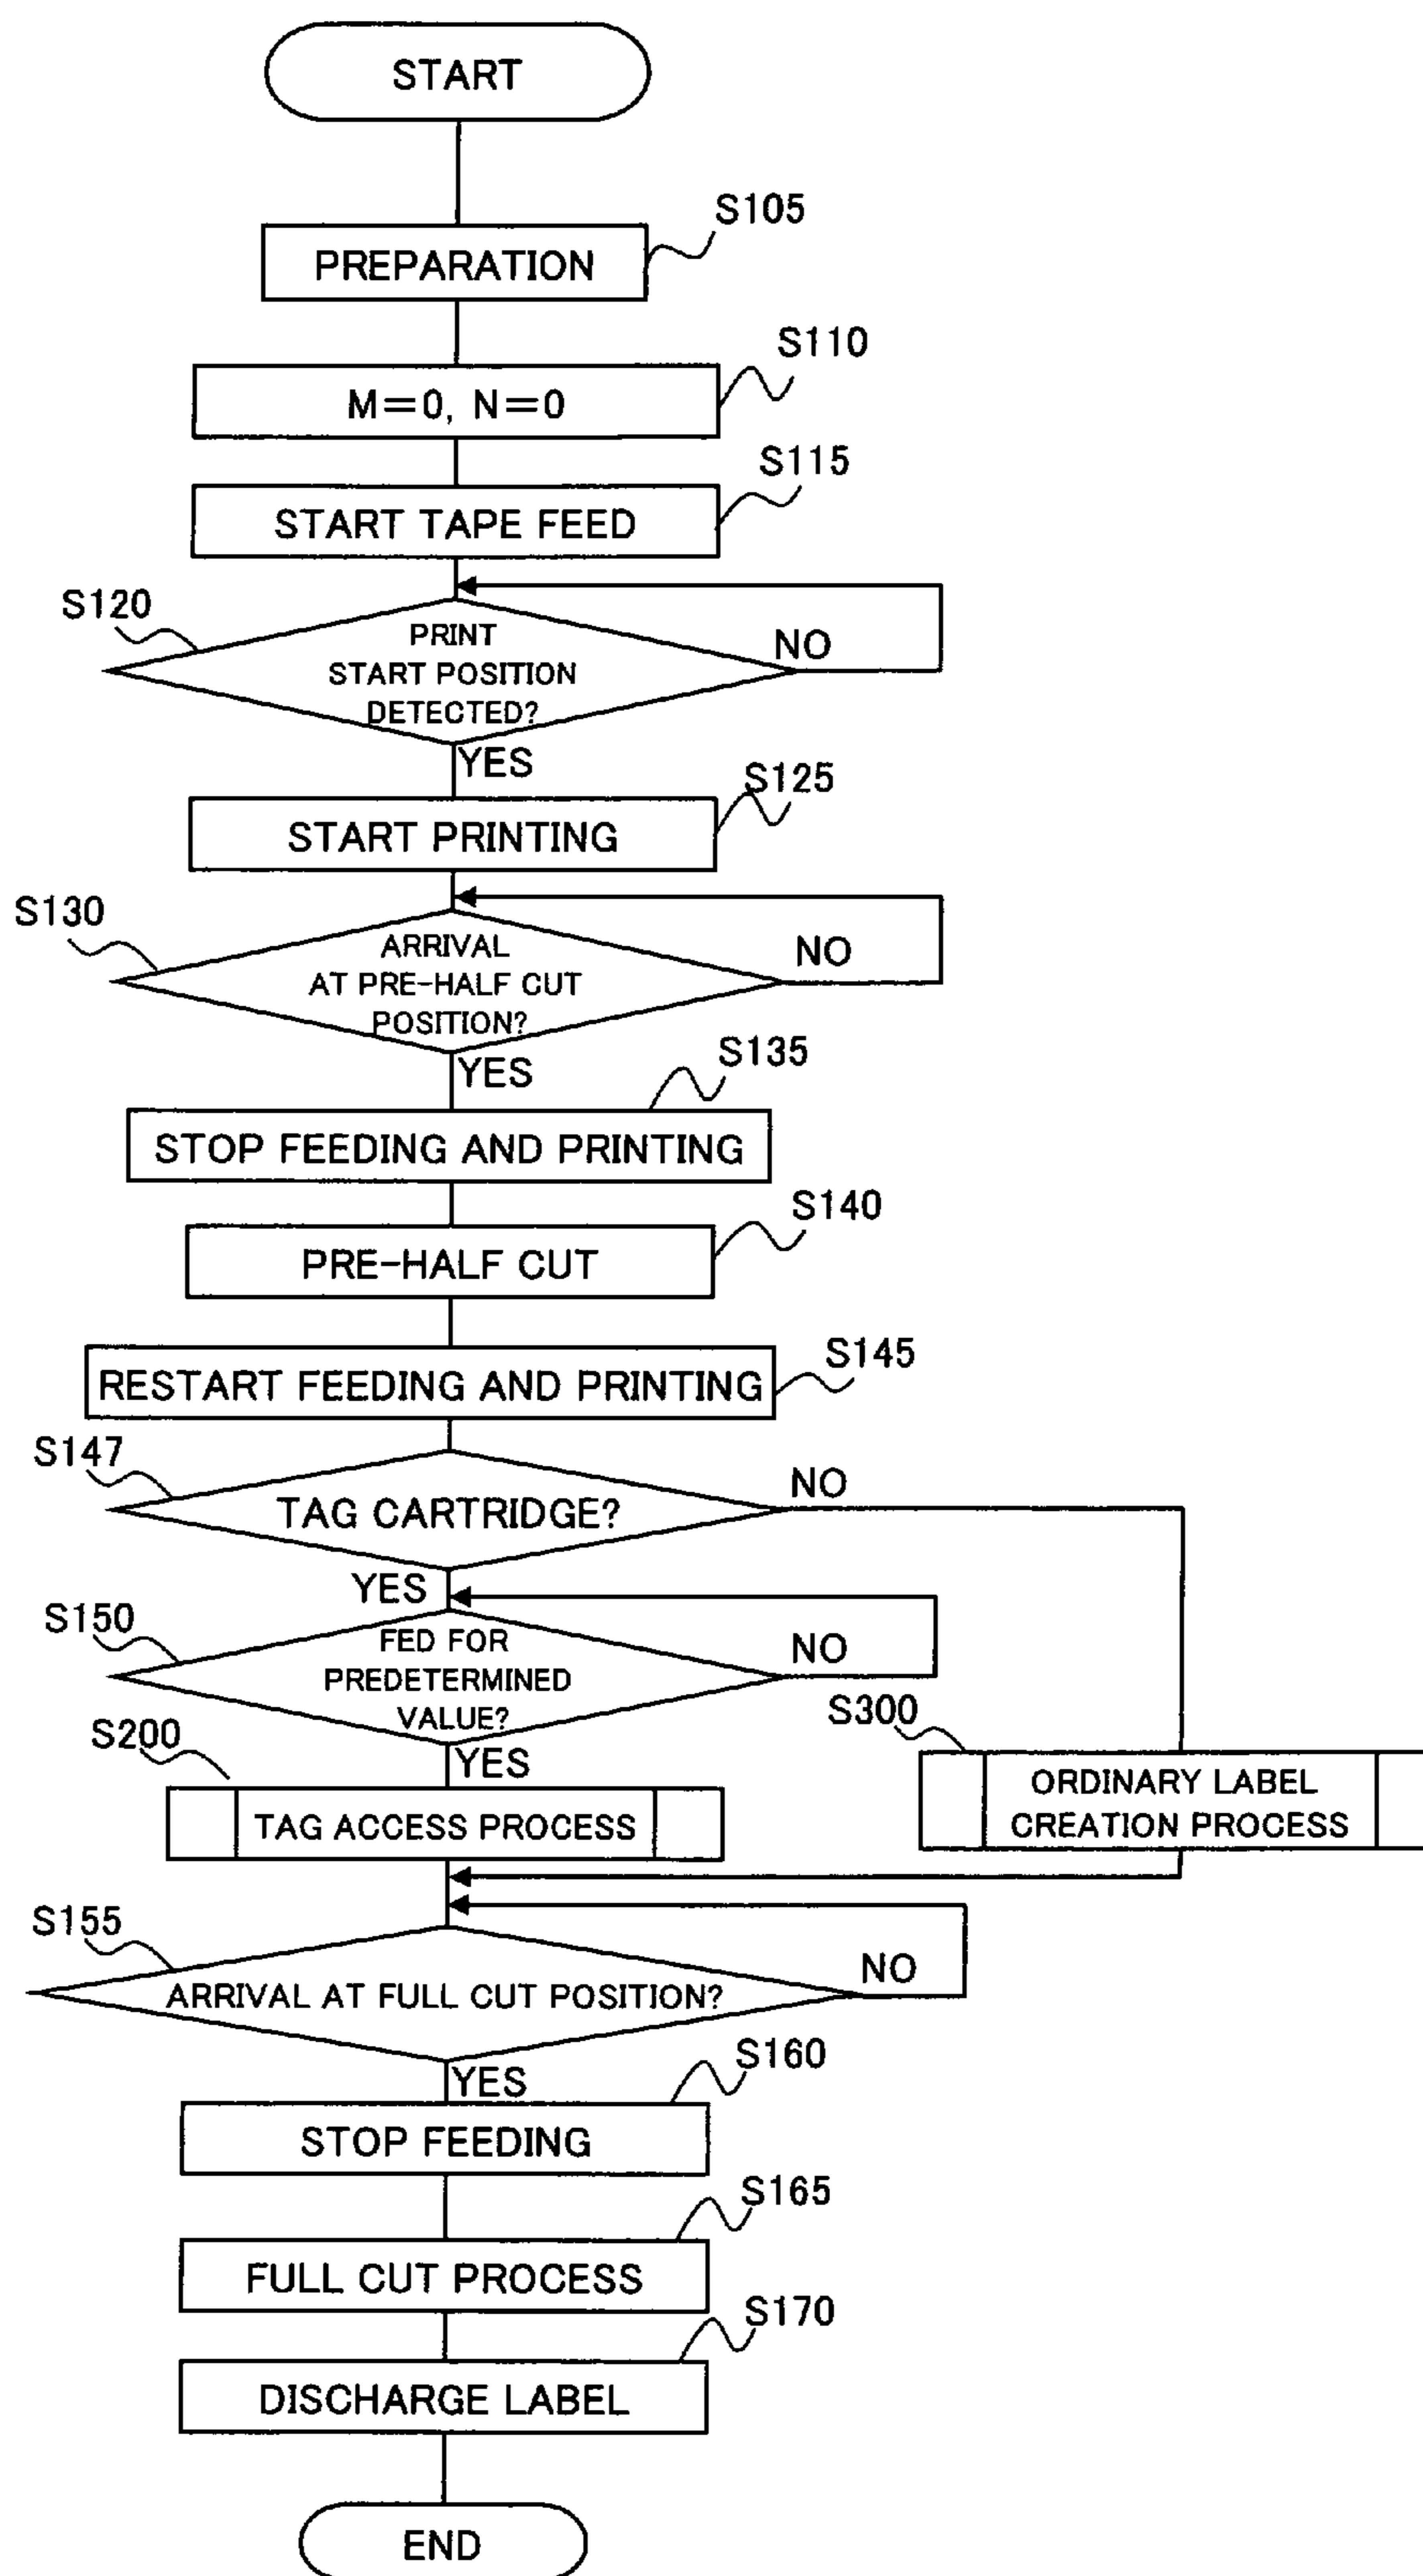 START
S105
PREPARATION
S110
M=0, N=0
S115
START TAPE FEED
S120
PRINT
START POSITION
DETECTED?
NO
YES
S125
START PRINTING
S130
ARRIVAL
AT PRE-HALF CUT
POSITION?
NO
YES
S135
STOP FEEDING AND PRINTING
S140
PRE-HALF CUT
S145
RESTART FEEDING AND PRINTING
S147
TAG CARTRIDGE?
NO
YES
S150
FED FOR
PREDETERMINED
VALUE?
NO
YES
S200
TAG ACCESS PROCESS
S300
ORDINARY LABEL
CREATION PROCESS
S155
ARRIVAL AT FULL CUT POSITION?
NO
YES
S160
STOP FEEDING
S165
FULL CUT PROCESS
S170
DISCHARGE LABEL
END